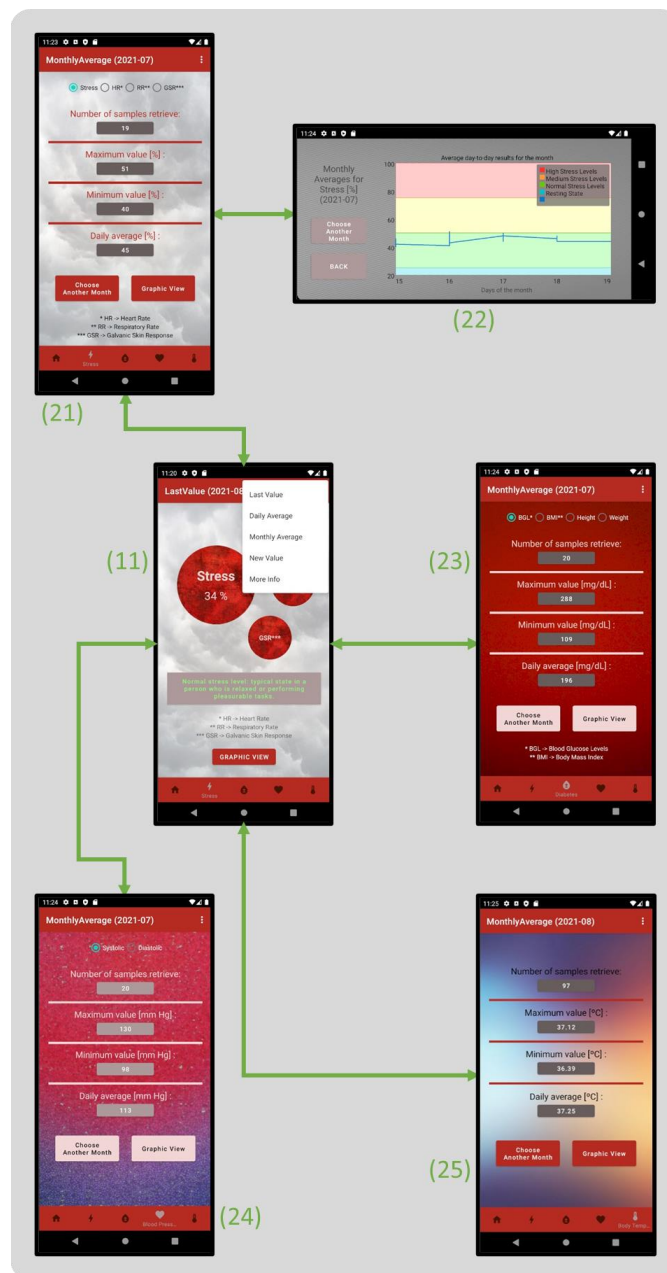 11:23
MonthlyAverage (2021-07)
Stress HR* RR** GSR***
Number of samples retrieve:
19
Maximum value [%] :
51
Minimum value [%] :
40
Daily average [%] :
45
Choose
Another Month
Graphic View
* HR -> Heart Rate
** RR -> Respiratory Rate
*** GSR -> Galvanic Skin Response
Stress
(21)
11:24
Monthly
Averages for
Stress [%]
(2021-07)
Choose
Another
Month
BACK
Average day-to-day results for the month
High Stress Levels
Medium Stress Levels
Normal Stress Levels
Resting State
100
80
60
40
20
15 16 17 18 19
Days of the month
(22)
11:20
LastValue (2021-08
Last Value
Daily Average
Monthly Average
New Value
More Info
Stress
34 %
GSR***
Normal stress level: typical state in a
person who is relaxed or performing
pleasurable tasks
* HR -> Heart Rate
** RR -> Respiratory Rate
*** GSR -> Galvanic Skin Response
GRAPHIC VIEW
Stress
(11)
11:24
MonthlyAverage (2021-07)
BGL* BMI** Height Weight
Number of samples retrieve:
20
Maximum value [mg/dL] :
288
Minimum value [mg/dL] :
109
Daily average [mg/dL] :
196
Choose
Another Month
Graphic View
* BGL -> Blood Glucose Levels
** BMI -> Body Mass Index
Diabetes
(23)
11:24
MonthlyAverage (2021-07)
Systolic Diastolic
Number of samples retrieve:
20
Maximum value [mm Hg] :
130
Minimum value [mm Hg] :
98
Daily average [mm Hg] :
113
Choose
Another Month
Graphic View
Blood Press...
(24)
11:25
MonthlyAverage (2021-08)
Number of samples retrieve:
97
Maximum value [ºC] :
37.12
Minimum value [ºC] :
36.39
Daily average [ºC] :
37.25
Choose
Another Month
Graphic View
Body Temp...
(25)